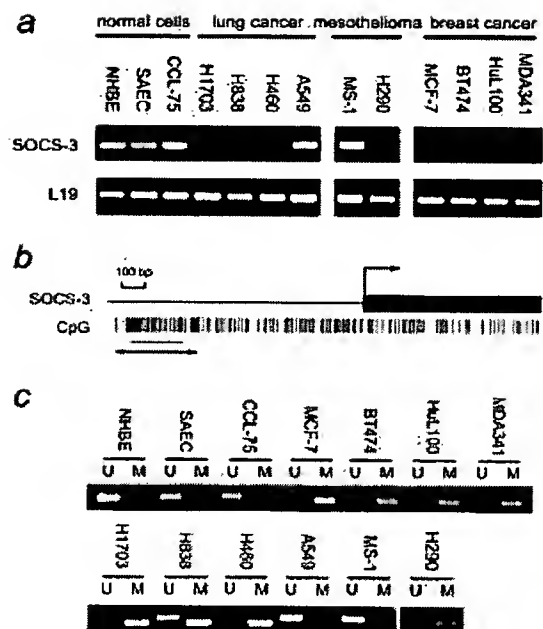 a
normal cells lung cancer mesothelioma breast cancer
NHBE SAEC CCL-75 H1703 H838 H460 A549 MS-1 H290 MCF-7 BT474 HuL100 MDA341
SOCS-3
L19
b
100 bp
SOCS-3
CpG
c
NHBE SAEC CCL-75 MCF-7 BT474 HuL100 MDA341
U M U M U M U M U M U M U M
H1703 H838 H460 A549 MS-1 H290
U M U M U M U M U M U M